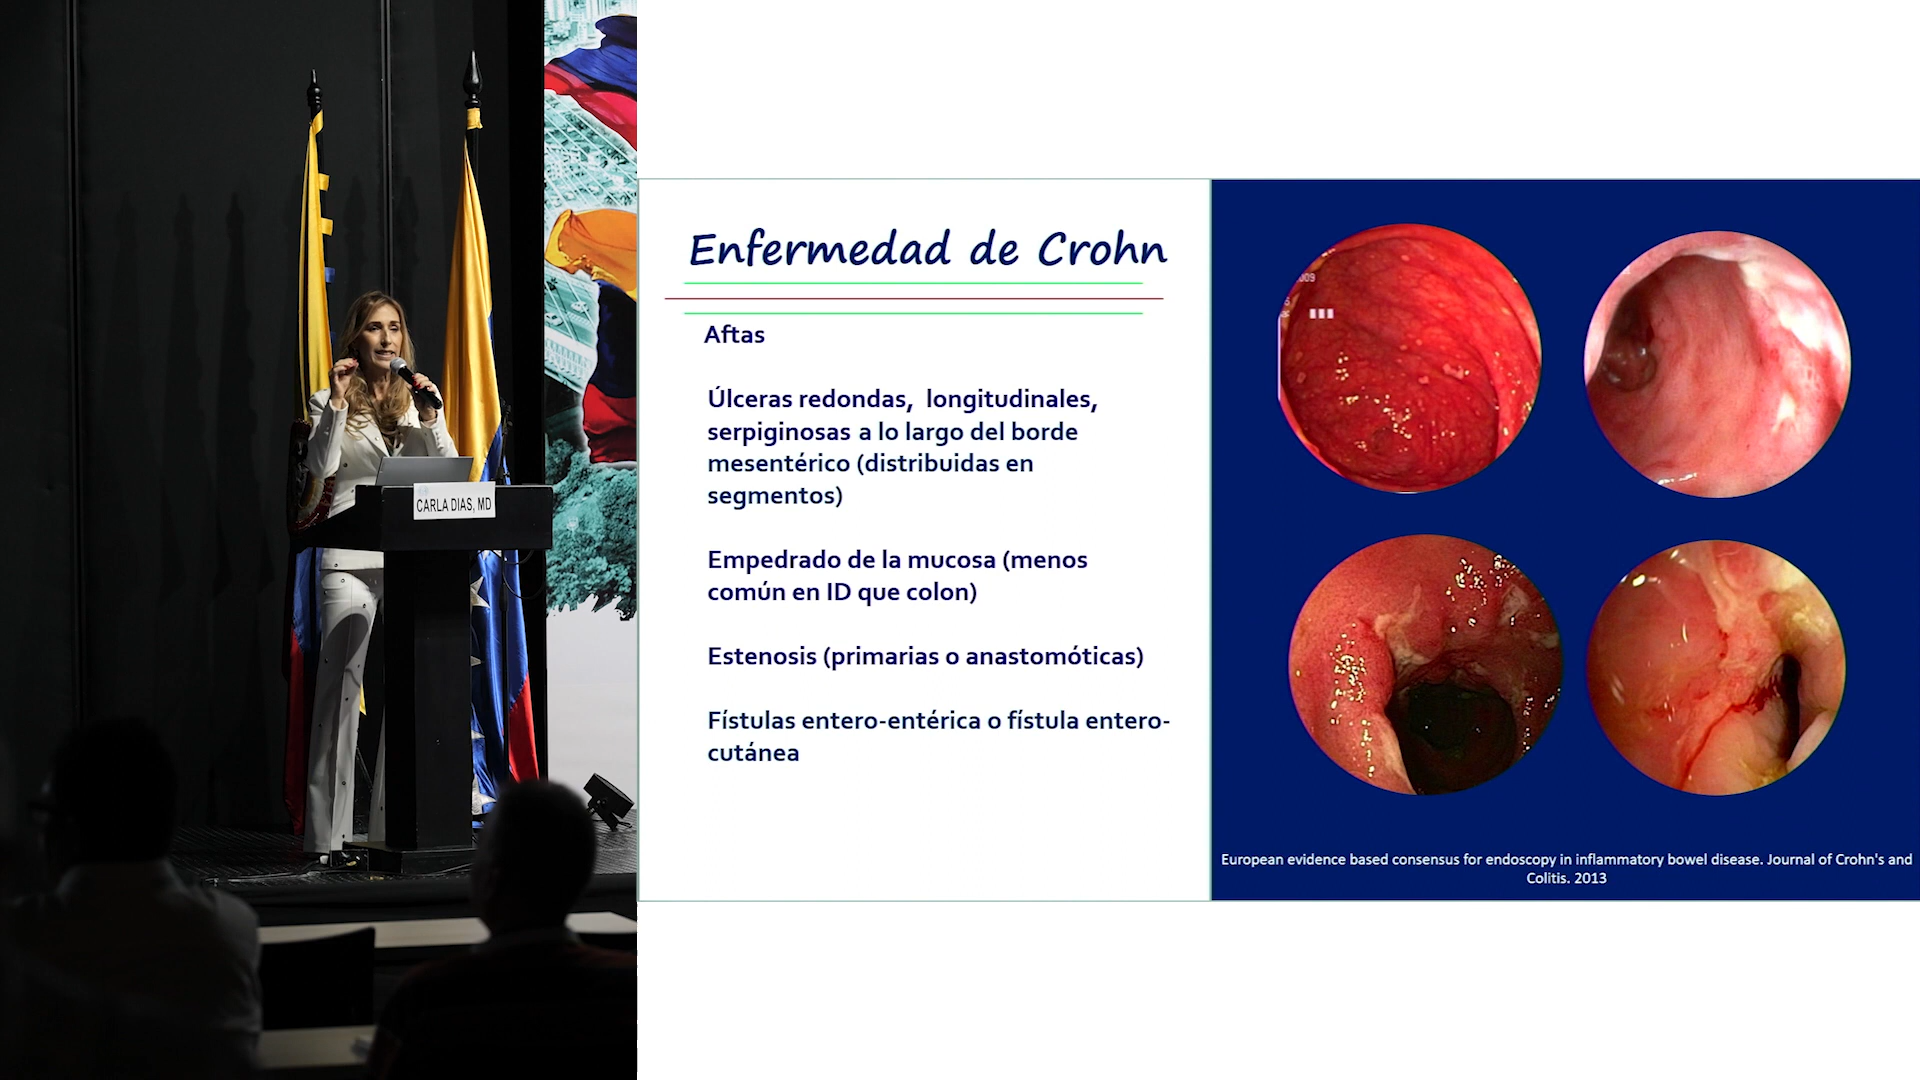 CARLA DIAS, MD
Enfermedad de Crohn
Aftas
Úlceras redondas, longitudinales,
serpiginosas a lo largo del borde
mesentérico (distribuidas en
segmentos)
Empedrado de la mucosa (menos
común en ID que colon)
Estenosis (primarias o anastomóticas)
Fístulas entero-entérica o fístula entero-
cutánea
European evidence based consensus for endoscopy in inflammatory bowel disease. Journal of Crohn's and
Colitis. 2013